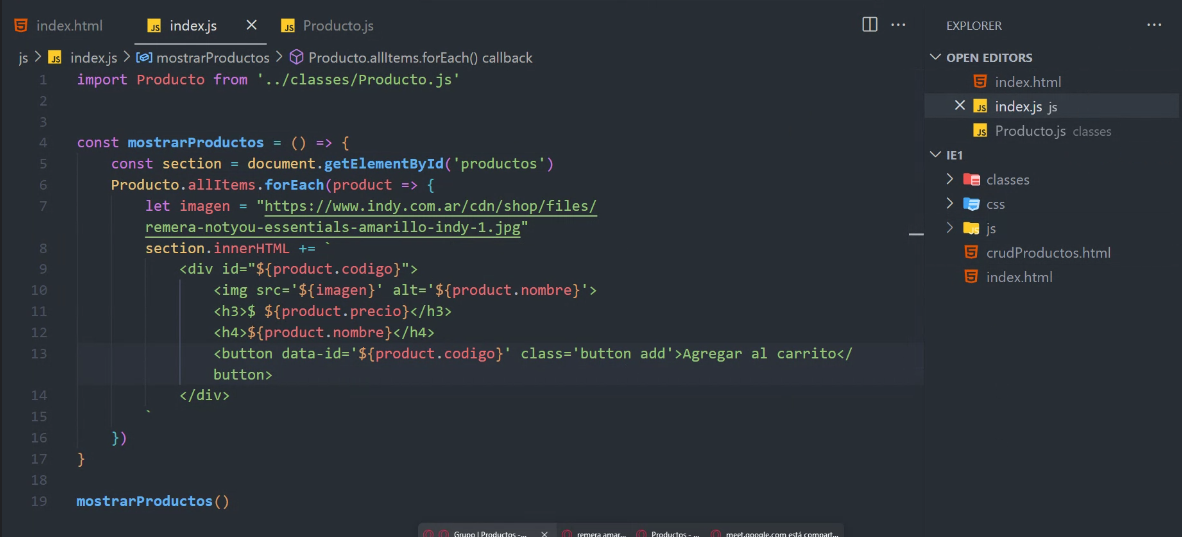 index.html
JS index.js
JS Producto.js
EXPLORER
js > JS index.js > mostrarProductos > Producto.allItems.forEach() callback
OPEN EDITORS
index.html
JS index.js js
JS Producto.js classes
IE1
classes
css
js
crudProductos.html
index.html
1 import Producto from '../classes/Producto.js'
2
3
4 const mostrarProductos = () => {
5 const section = document.getElementById('productos')
6 Producto.allItems.forEach(product => {
7 let imagen = "https://www.indy.com.ar/cdn/shop/files/
remera-notyou-essentials-amarillo-indy-1.jpg"
8 section.innerHTML += `
9 <div id="${product.codigo}">
10 <img src='${imagen}' alt='${product.nombre}'>
11 <h3>$ ${product.precio}</h3>
12 <h4>${product.nombre}</h4>
13 <button data-id='${product.codigo}' class='button add'>Agregar al carrito</
button>
14 </div>
15 `
16 })
17 }
18
19 mostrarProductos()
Grupo | Productos -...
remera amar...
Productos - ...
meet.google.com está compart...